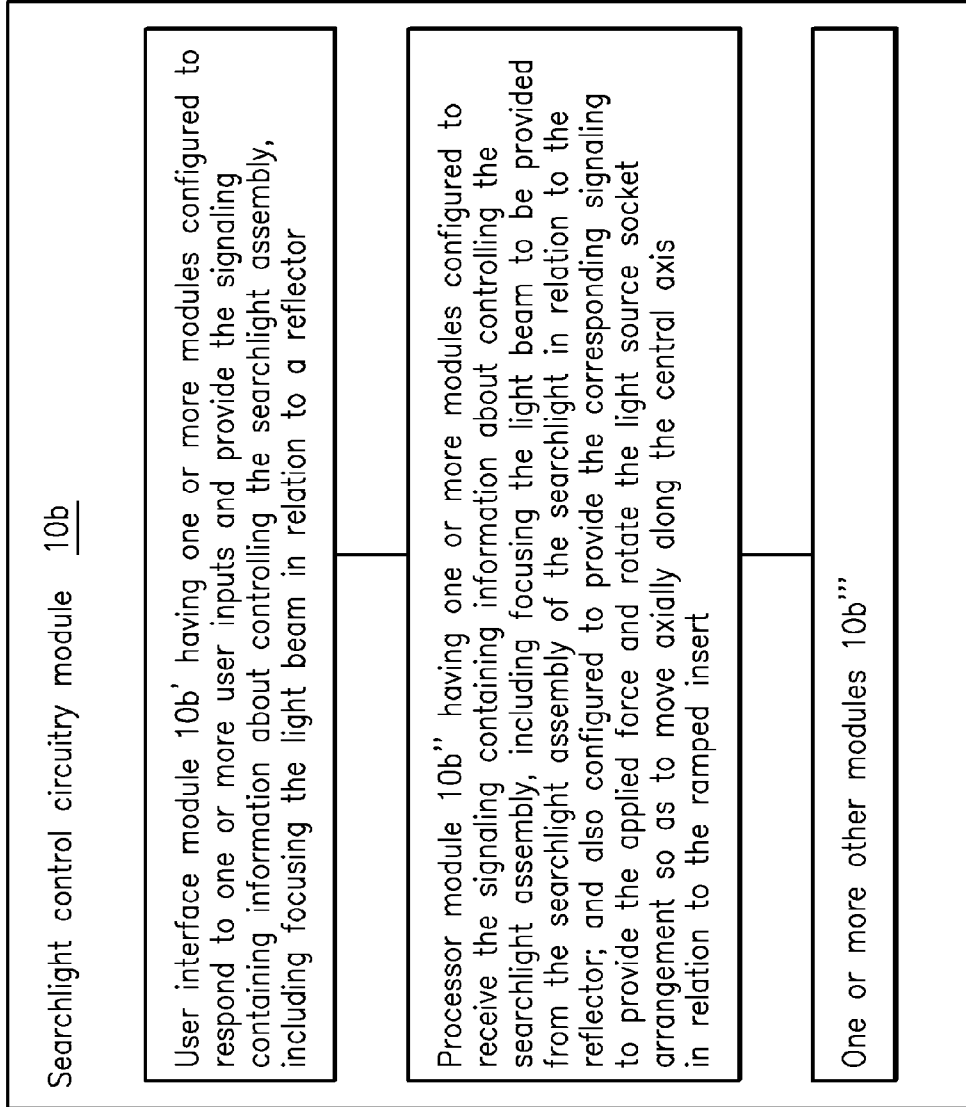 Searchlight control circuitry module 10b
User interface module 10b' having one or more modules configured to
respond to one or more user inputs and provide the signaling
containing information about controlling the searchlight assembly,
including focusing the light beam in relation to a reflector
Processor module 10b'' having one or more modules configured to
receive the signaling containing information about controlling the
searchlight assembly, including focusing the light beam to be provided
from the searchlight assembly of the searchlight in relation to the
reflector; and also configured to provide the corresponding signaling
to provide the applied force and rotate the light source socket
arrangement so as to move axially along the central axis
in relation to the ramped insert
One or more other modules 10b'''